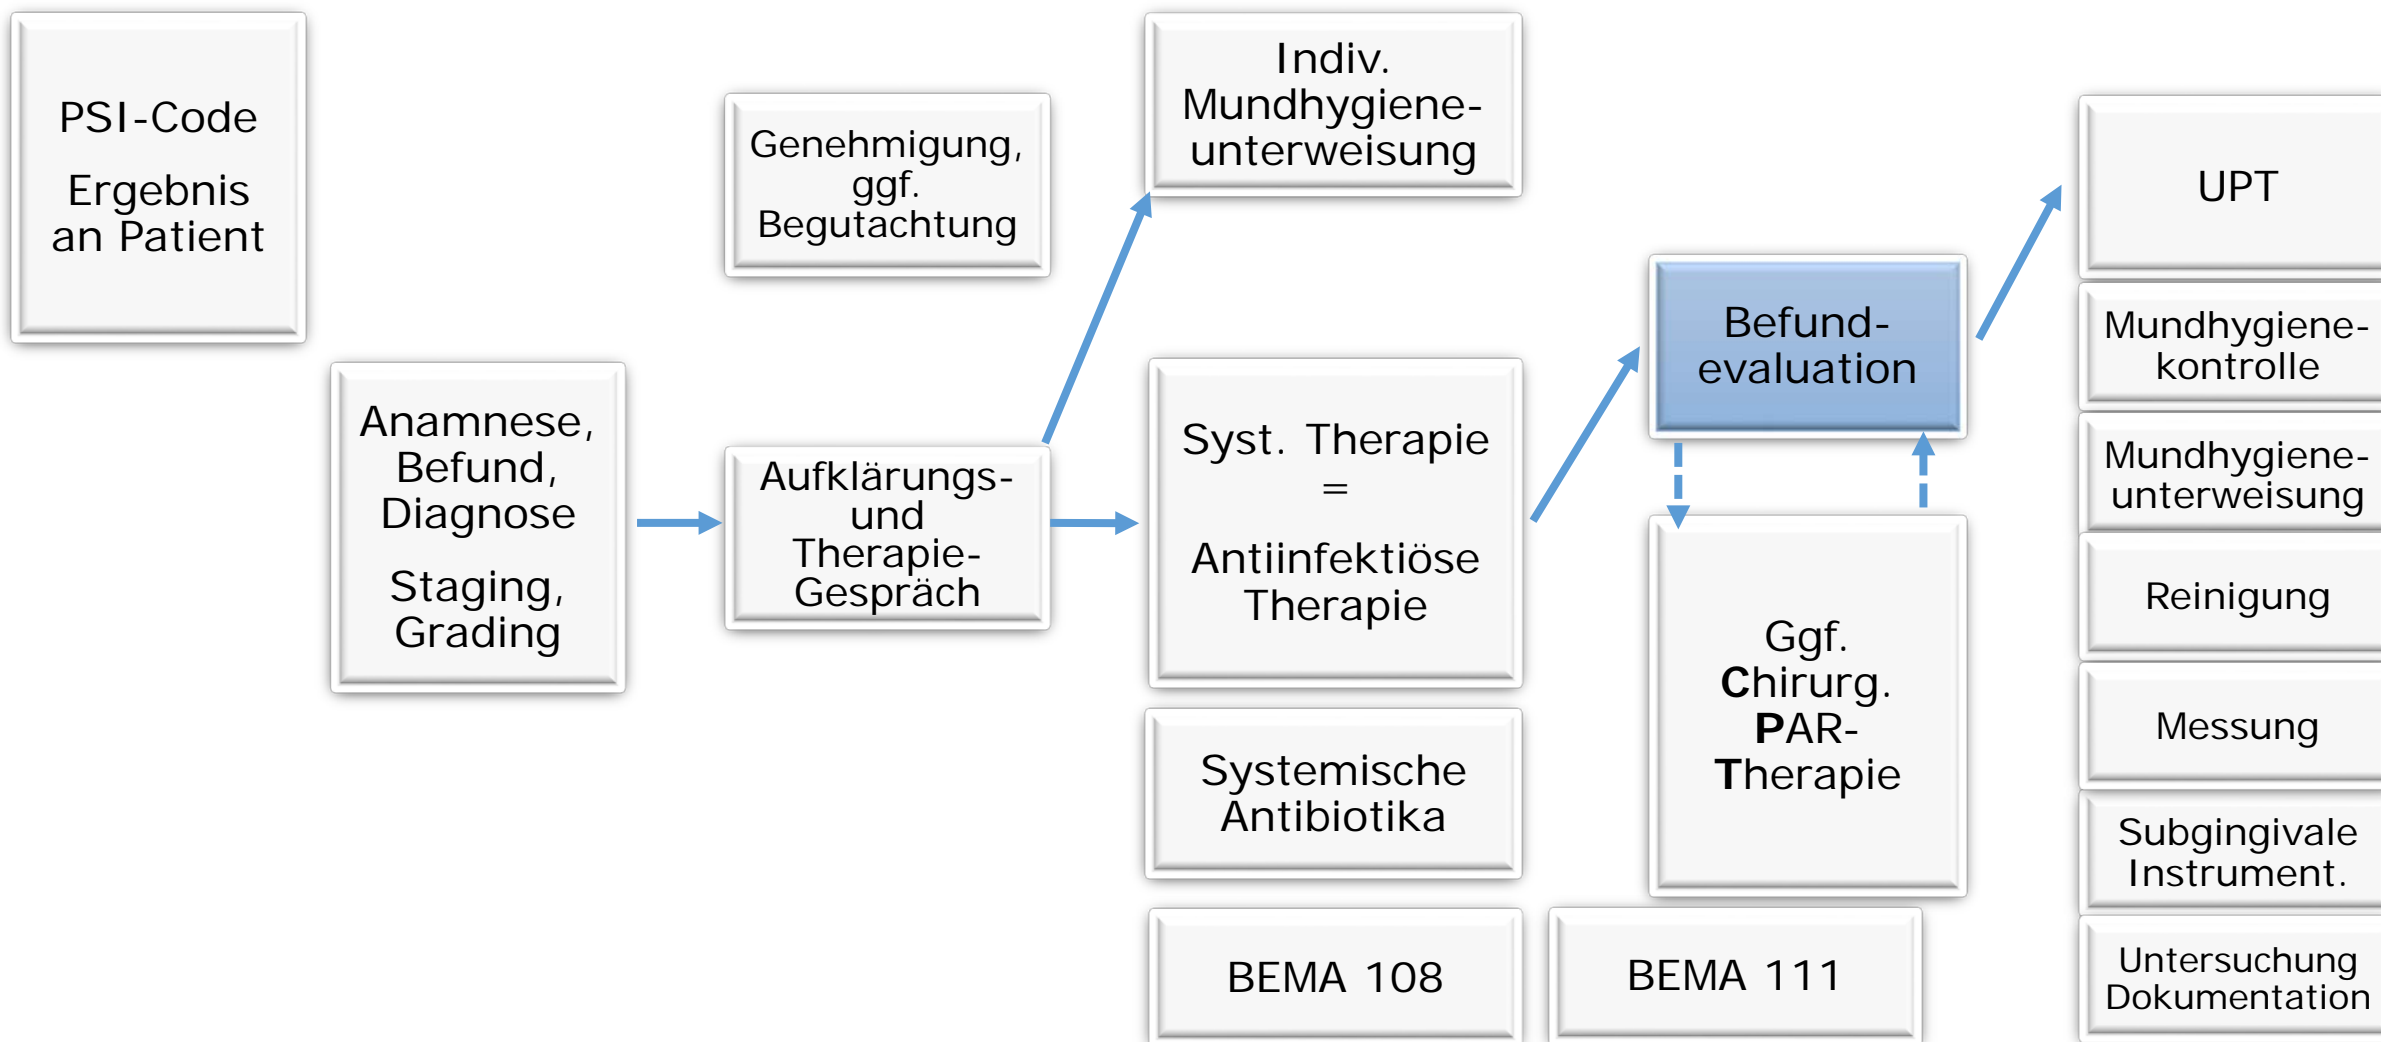 PSI-Code
Ergebnis
an Patient
Anamnese,
Befund,
Diagnose
Staging,
Grading
Genehmigung,
ggf.
Begutachtung
Aufklärungs-
und
Therapie-
Gespräch
Indiv.
Mundhygiene-
unterweisung
Syst. Therapie
=
Antiinfektiöse
Therapie
Systemische
Antibiotika
BEMA 108
Befund-
evaluation
Ggf.
Chirurg.
PAR-
Therapie
BEMA 111
UPT
Mundhygiene-
kontrolle
Mundhygiene-
unterweisung
Reinigung
Messung
Subgingivale
Instrument.
Untersuchung
Dokumentation